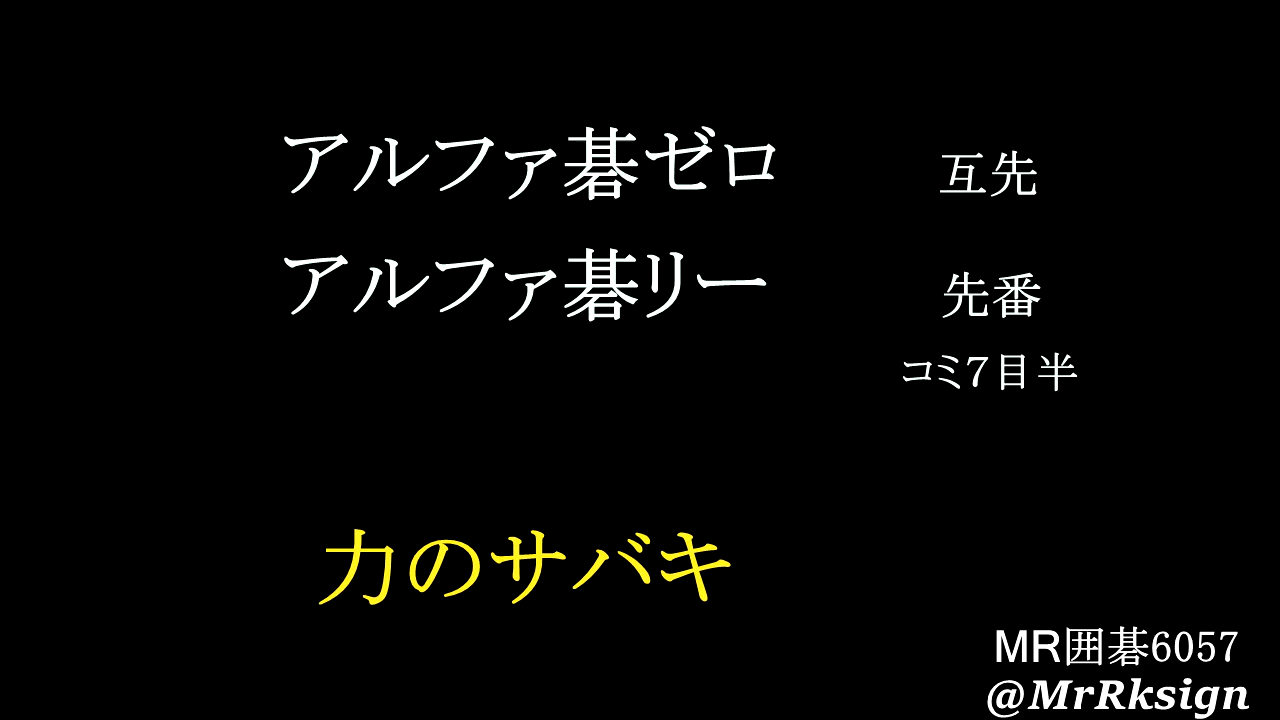 アルファ碁ゼロ 互先
アルファ碁リー 先番
コミ7目半
力のサバキ
MR囲碁6057
@MrRksign